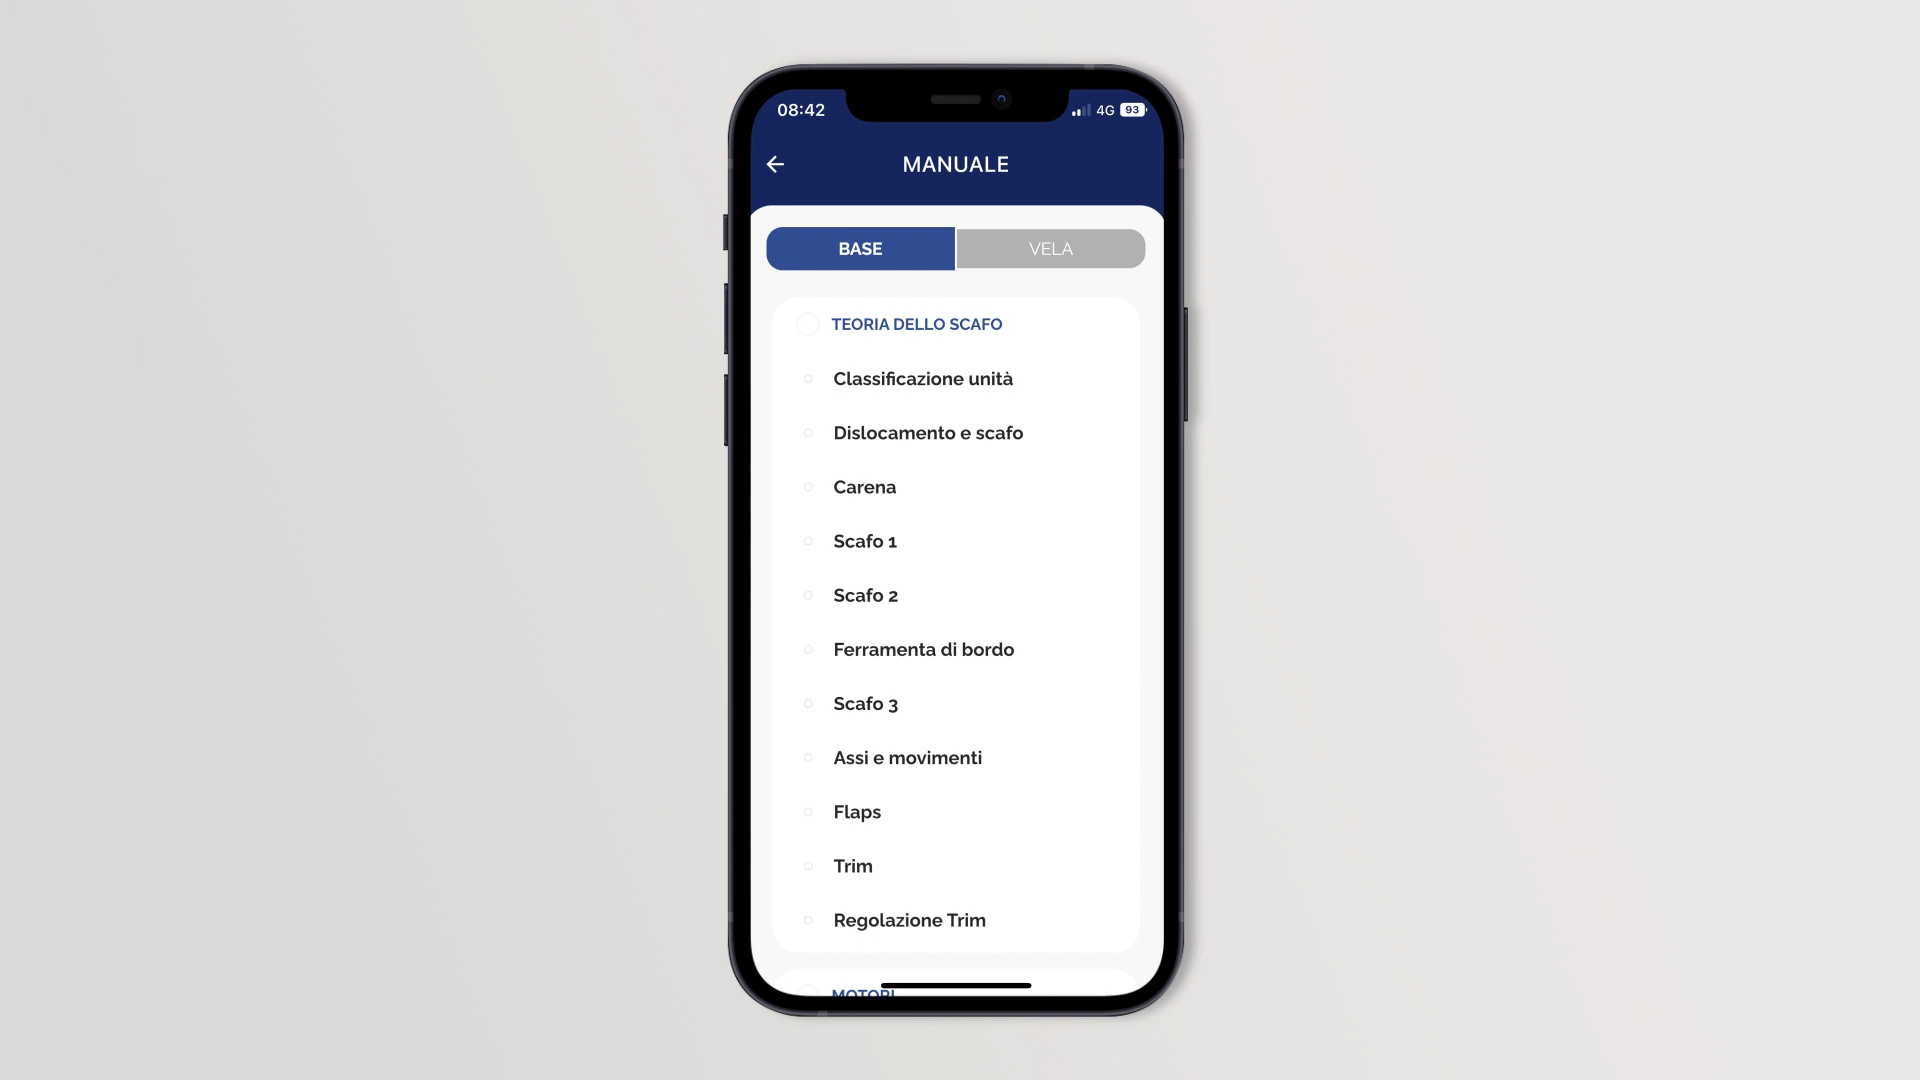 08:42
4G 93
MANUALE
BASE
VELA
TEORIA DELLO SCAFO
Classificazione unità
Dislocamento e scafo
Carena
Scafo 1
Scafo 2
Ferramenta di bordo
Scafo 3
Assi e movimenti
Flaps
Trim
Regolazione Trim
MOTORI